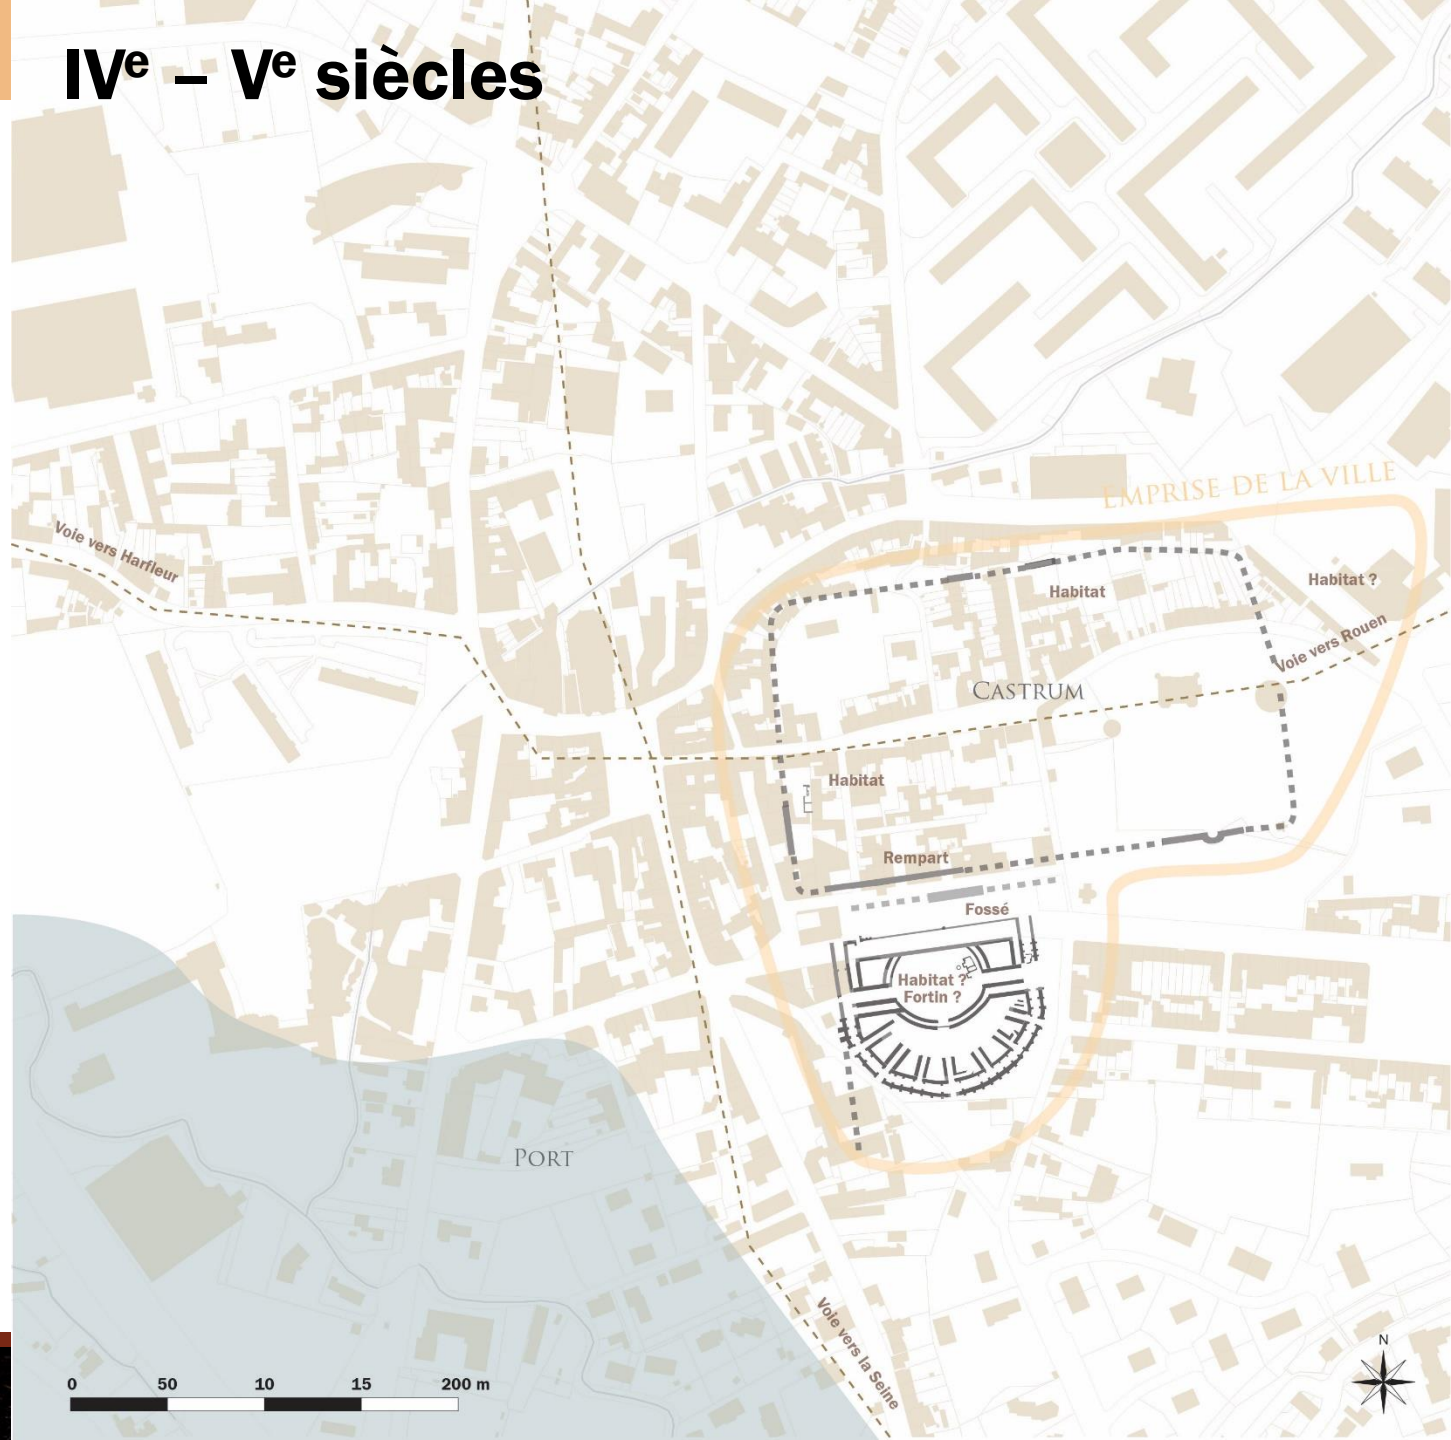 IVe – Ve siècles
EMPRISE DE LA VILLE
Voie vers Harfleur
Habitat
Habitat ?
Voie vers Rouen
CASTRUM
Habitat
Rempart
Fossé
Habitat ?
Fortin ?
PORT
Voie vers la Seine
N
0 50 10 15 200 m